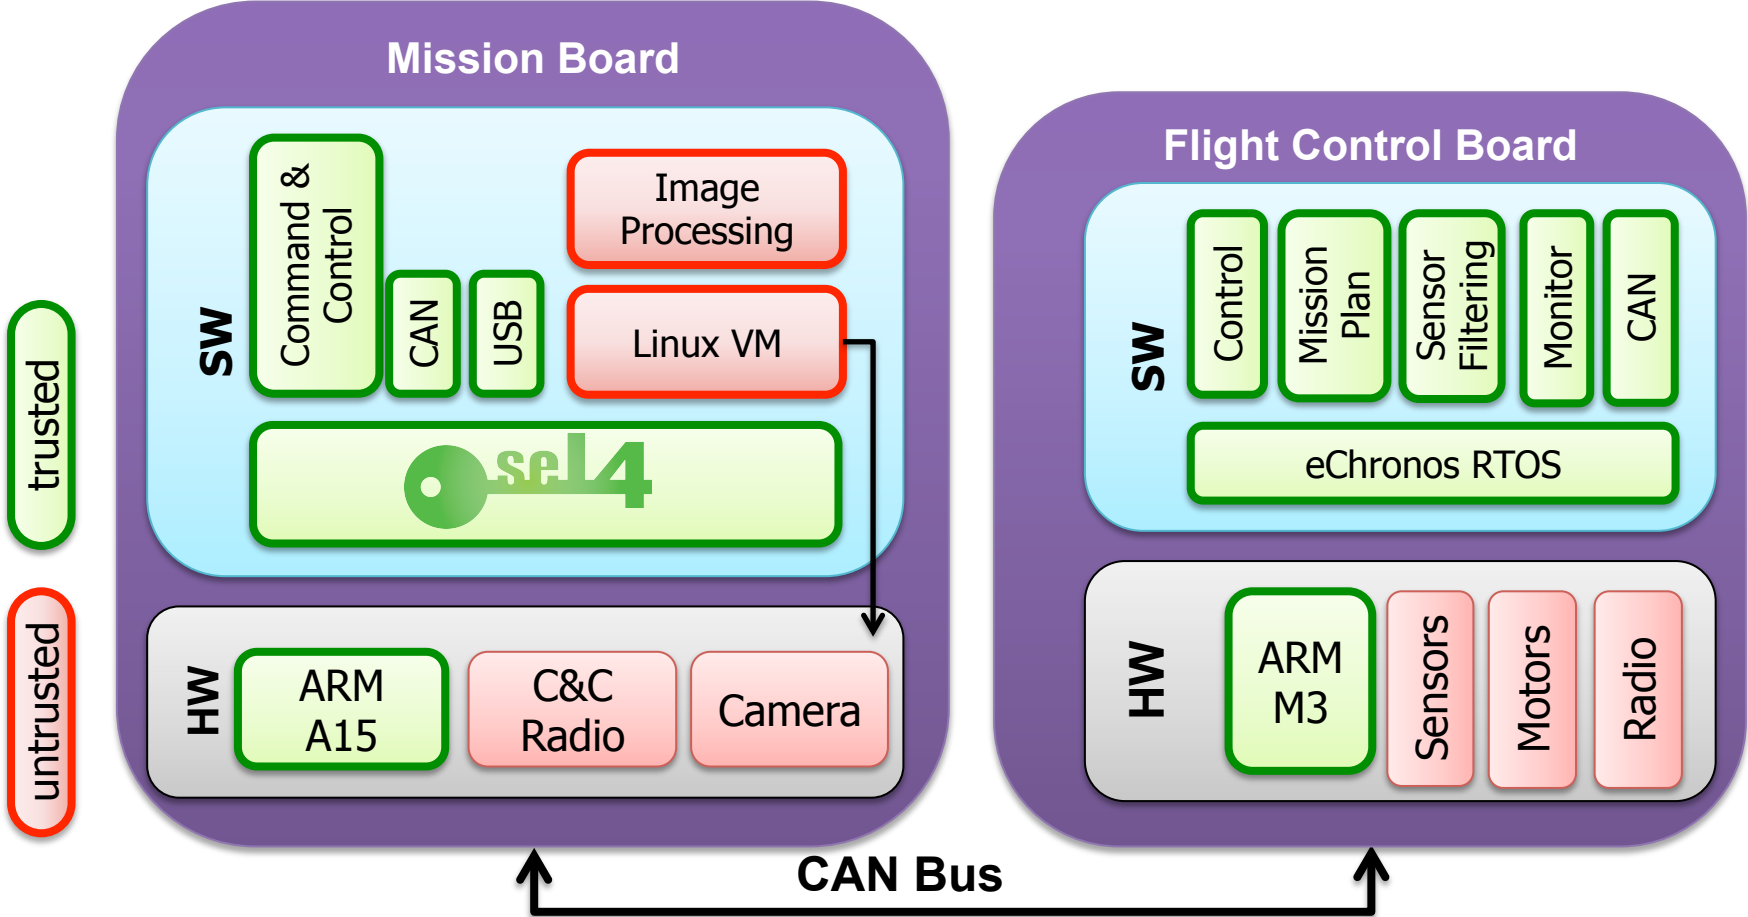 Mission Board
SW
Command &
Control
CAN
USB
Image
Processing
Linux VM
seL4
HW
ARM
A15
C&C
Radio
Camera
Flight Control Board
SW
Control
Mission
Plan
Sensor
Filtering
Monitor
CAN
eChronos RTOS
HW
ARM
M3
Sensors
Motors
Radio
trusted
untrusted
CAN Bus